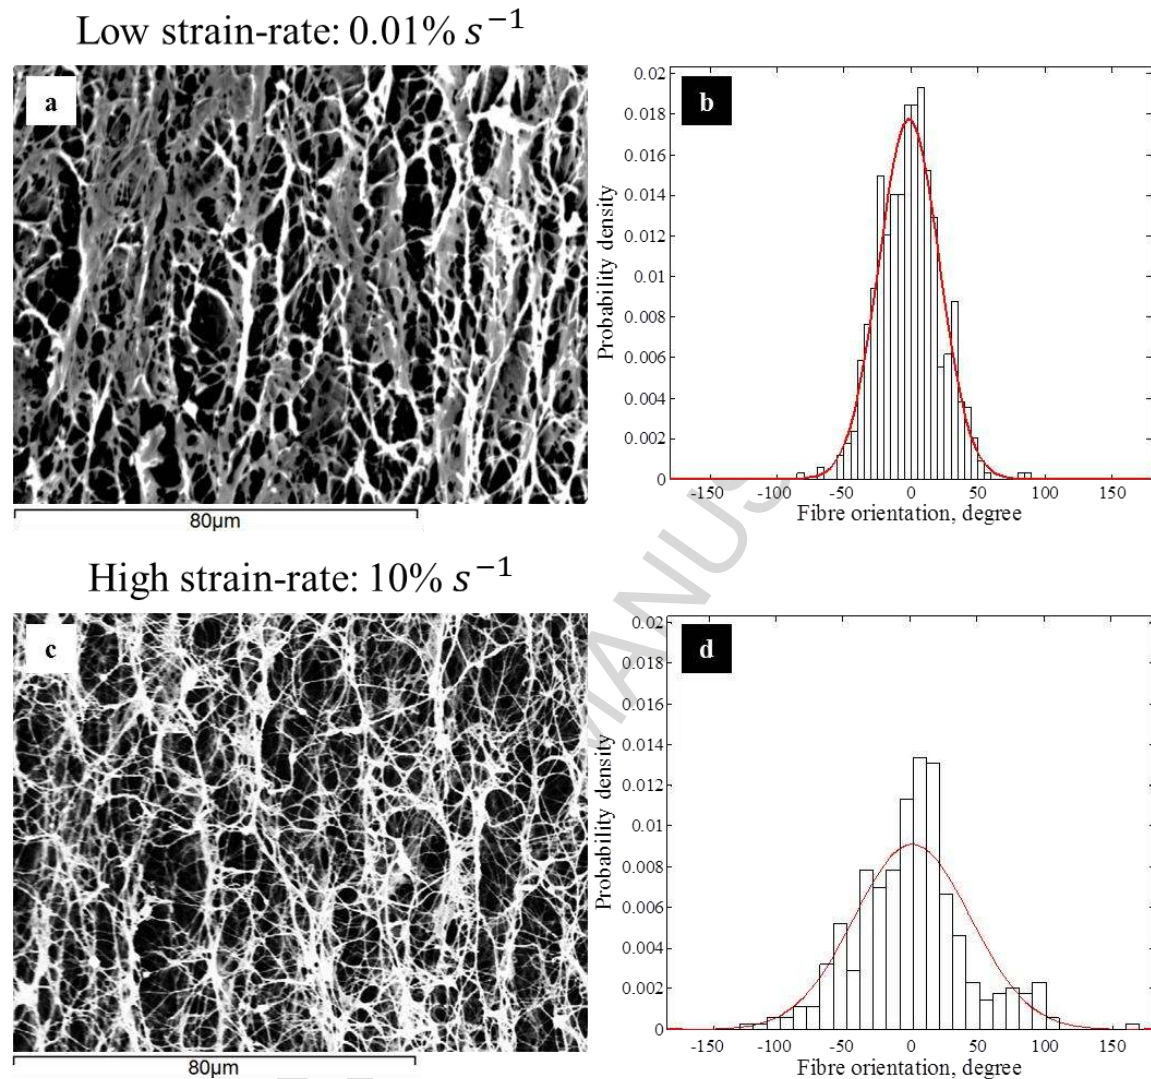 Low strain-rate: 0.01% s⁻¹
a
b
0.02
0.018
0.016
0.014
0.012
0.01
0.008
0.006
0.004
0.002
0
Probability density
-150 -100 -50 0 50 100 150
Fibre orientation, degree
80µm
High strain-rate: 10% s⁻¹
c
d
0.02
0.018
0.016
0.014
0.012
0.01
0.008
0.006
0.004
0.002
0
Probability density
-150 -100 -50 0 50 100 150
Fibre orientation, degree
80µm